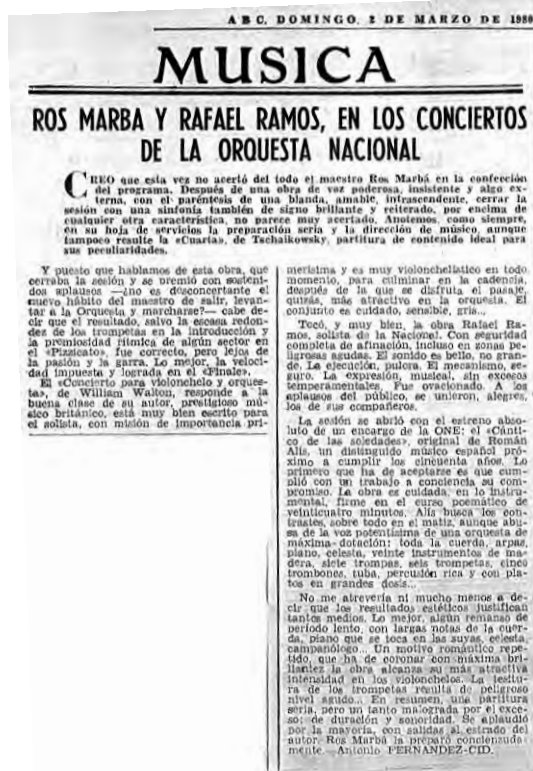 ABC. DOMINGO, 2 DE MARZO DE 1980
MUSICA
ROS MARBA Y RAFAEL RAMOS, EN LOS CONCIERTOS
DE LA ORQUESTA NACIONAL
CREO que esta vez no acertó del todo el maestro Ros Marbá en la confección
del programa. Después de una obra de voz poderosa, insistente y algo ex-
terna, con el paréntesis de una blanda, amable, intrascendente, cerrar la
sesión con una sinfonía también de signo brillante y reiterado, por encima de
cualquier otra característica, no parece muy acertado. Anotemos, como siempre,
en su hoja de servicios la preparación seria y la dirección de músico, aunque
tampoco resulte la «Cuarta», de Tschaikowsky, partitura de contenido ideal para
sus peculiaridades.
Y puesto que hablamos de esta obra, que
cerraba la sesión y se premió con sosteni-
dos aplausos —¿no es desconcertante el
nuevo hábito del maestro de salir, levan-
tar a la Orquesta y marcharse?— cabe de-
cir que el resultado, salvo la escasa redon-
dez de los trompetas en la introducción y
la premiosidad rítmica de algún sector en
el «Pizzicato», fue correcto, pero lejos de
la pasión y la garra. Lo mejor, la veloci-
dad impuesta y lograda en el «Finale».
El «Concierto para violonchelo y orques-
ta», de William Walton, responde a la
buena clase de su autor, prestigioso mú-
sico británico, está muy bien escrito para
el solista, con misión de importancia pri-
merísima y es muy violonchelístico en todo
momento, para culminar en la cadencia,
después de la que se disfruta el pasaje,
quizás, más atractivo en la orquesta. El
conjunto es cuidado, sensible, gris...
Tocó, y muy bien, la obra Rafael Ra-
mos, solista de la Nacional. Con seguridad
completa de afinación, incluso en zonas pe-
ligrosas agudas. El sonido es bello, no gran-
de. La ejecución, pulcra. El mecanismo, se-
guro. La expresión, musical, sin excesos
temperamentales. Fue ovacionado. A los
aplausos del público, se unieron, alegres,
los de sus compañeros.
La sesión se abrió con el estreno abso-
luto de un encargo de la ONE: el «Cánti-
co de las soledades», original de Román
Alís, un distinguido músico español pró-
ximo a cumplir los cincuenta años. Lo
primero que ha de aceptarse es que cum-
plió con un trabajo a conciencia su com-
promiso. La obra es cuidada, en lo instru-
mental, firme en el curso poemático de
veinticuatro minutos. Alís busca los con-
trastes, sobre todo en el matiz, aunque abu-
sa de la voz potentísima de una orquesta de
máxima dotación: toda la cuerda, arpas,
piano, celesta, veinte instrumentos de ma-
dera, siete trompas, seis trompetas, cinco
trombones, tuba, percusión rica y con pla-
tos en grandes dosis...
No me atrevería ni mucho menos a de-
cir que los resultados estéticos justifican
tantos medios. Lo mejor, algún remanso de
período lento, con largas notas de la cuer-
da, piano que se toca en las suyas, celesta,
campanólogo... Un motivo romántico repe-
tido, que ha de coronar con máxima bri-
llantez la obra alcanza su más atractiva
intensidad en los violonchelos. La tesitu-
ra de los trompetas resulta de peligroso
nivel agudo... En resumen, una partitura
seria, pero un tanto malograda por el exce-
so: de duración y sonoridad. Se aplaudió
por la mayoría, con salidas al estrado del
autor. Ros Marbá la preparó concienzuda-
mente. Antonio FERNANDEZ-CID.